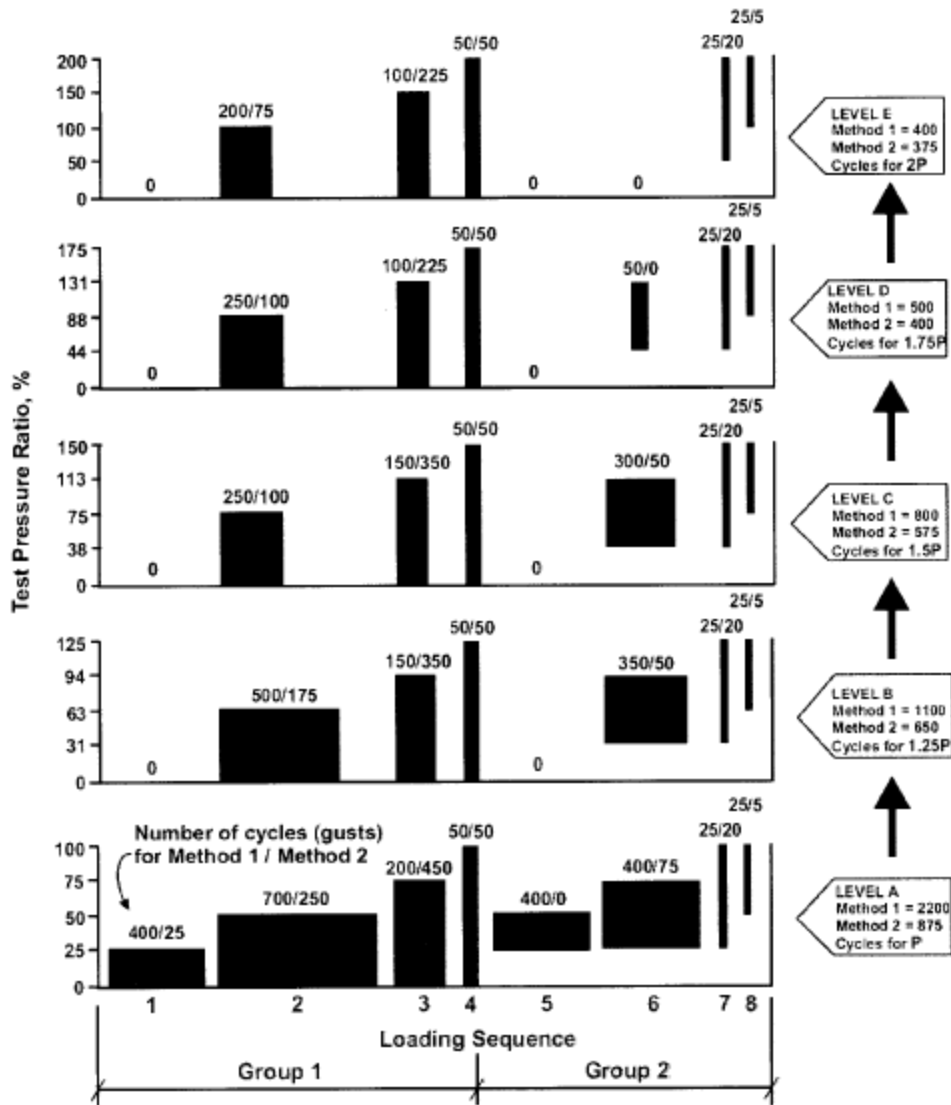 25/5
50/50
25/20
200
150
100
50
0
100/225
200/75
0
0
0
LEVEL E
Method 1 = 400
Method 2 = 375
Cycles for 2P
25/5
50/50
25/20
175
131
88
44
0
100/225
50/0
250/100
0
0
LEVEL D
Method 1 = 500
Method 2 = 400
Cycles for 1.75P
25/5
50/50
25/20
150
113
75
38
0
150/350
300/50
250/100
0
0
LEVEL C
Method 1 = 800
Method 2 = 575
Cycles for 1.5P
Test Pressure Ratio, %
25/5
50/50
25/20
125
94
63
31
0
150/350
350/50
500/175
0
0
LEVEL B
Method 1 = 1100
Method 2 = 650
Cycles for 1.25P
25/5
50/50
25/20
Number of cycles (gusts)
for Method 1 / Method 2
100
75
50
25
0
200/450
400/75
700/250
400/0
400/25
LEVEL A
Method 1 = 2200
Method 2 = 875
Cycles for P
1 2 3 4 5 6 7 8
Loading Sequence
Group 1 Group 2